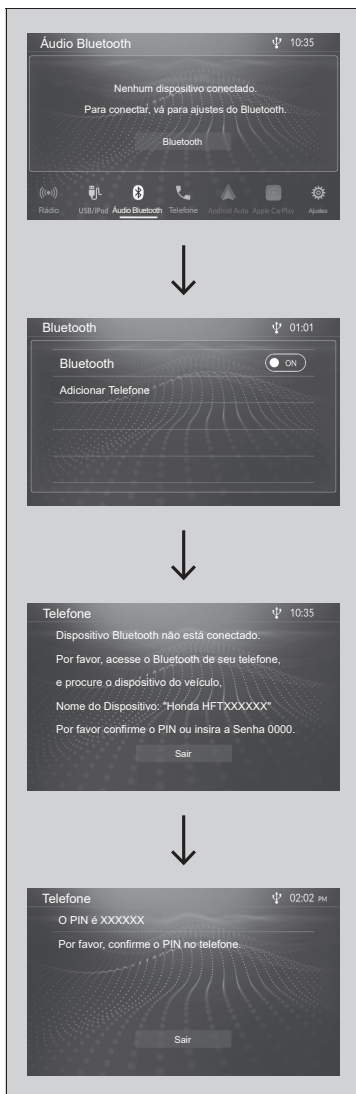 Áudio Bluetooth 10:35
Nenhum dispositivo conectado.
Para conectar, vá para ajustes do Bluetooth.
Bluetooth
Rádio USB/iPod Áudio Bluetooth Telefone Android Auto Apple CarPlay Ajustes
Bluetooth 01:01
Bluetooth ON
Adicionar Telefone
Telefone 10:35
Dispositivo Bluetooth não está conectado.
Por favor, acesse o Bluetooth de seu telefone,
e procure o dispositivo do veículo,
Nome do Dispositivo: "Honda HFTXXXXXX"
Por favor confirme o PIN ou insira a Senha 0000.
Sair
Telefone 02:02 PM
O PIN é XXXXXX
Por favor, confirme o PIN no telefone.
Sair